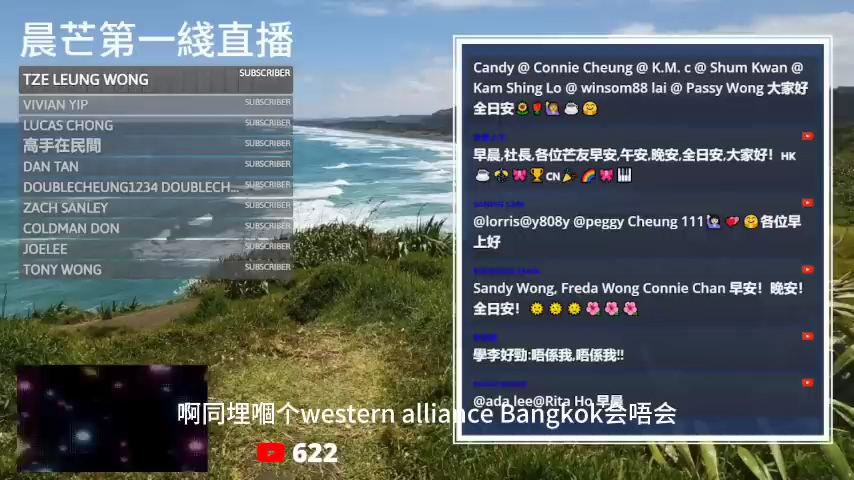 晨芒第一綫直播
TZE LEUNG WONG SUBSCRIBER
VIVIAN YIP SUBSCRIBER
LUCAS CHONG SUBSCRIBER
高手在民間 SUBSCRIBER
DAN TAN SUBSCRIBER
DOUBLECHEUNG1234 DOUBLECH... SUBSCRIBER
ZACH SANLEY SUBSCRIBER
COLDMAN DON SUBSCRIBER
JOELEE SUBSCRIBER
TONY WONG SUBSCRIBER
Candy @ Connie Cheung @ K.M. c @ Shum Kwan @
Kam Shing Lo @ winsom88 lai @ Passy Wong 大家好
全日安🌻🌹🙋☕🤗
早晨,社長,各位芒友早安,午安,晚安,全日安,大家好! HK
CN
@lorris@y808y @peggy Cheung 111 各位早
上好
Sandy Wong, Freda Wong Connie Chan 早安! 晚安!
全日安! 🌞🌞🌞🌸🌸🌸
學李好勁:唔係我,唔係我!!
@ada lee@Rita Ho 早晨
啊同埋嗰个western alliance Bangkok会唔会
622